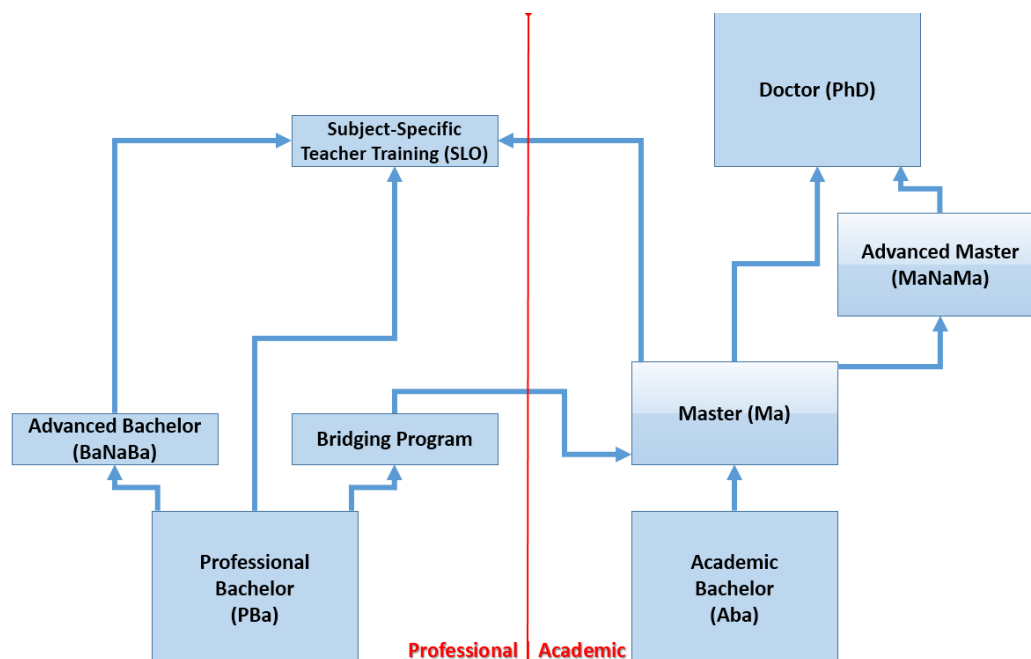 Doctor (PhD)
Subject-Specific
Teacher Training (SLO)
Advanced Master
(MaNaMa)
Master (Ma)
Advanced Bachelor
(BaNaBa)
Bridging Program
Professional
Bachelor
(PBa)
Academic
Bachelor
(Aba)
Professional | Academic